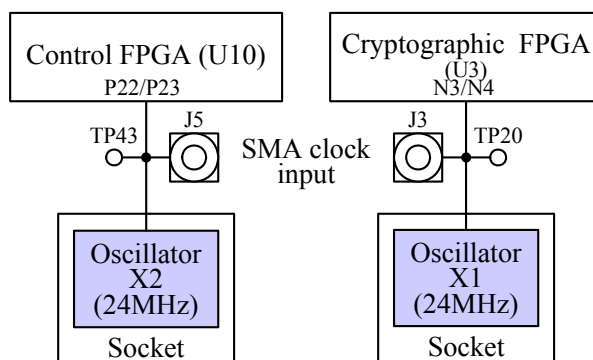 Control FPGA (U10)
P22/P23
Cryptographic FPGA
(U3)
N3/N4
TP43
J5
SMA clock
input
J3
TP20
Oscillator
X2
(24MHz)
Socket
Oscillator
X1
(24MHz)
Socket